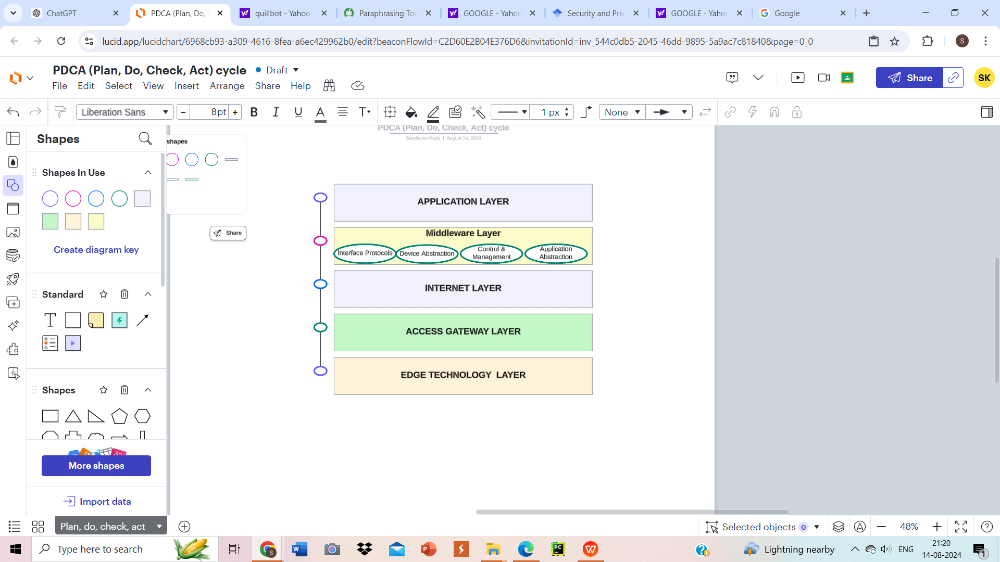 ChatGPT
PDCA (Plan, Do,
quillbot - Yahoo
Paraphrasing Too
GOOGLE - Yahoo
Security and Priv
GOOGLE - Yahoo
Google
lucid.app/lucidchart/6968cb93-a309-4616-8fea-a6ec429962b0/edit?beaconFlowId=C2D60E2B04E376D6&invitationId=inv_544c0db5-2045-46dd-9895-5a9ac7c81840&page=0_0
S
PDCA (Plan, Do, Check, Act) cycle
Draft
File Edit Select View Insert Arrange Share Help
Share
SK
Liberation Sans
- 8pt +
B I U A T
1 px
None
Shapes
Shapes In Use
Create diagram key
Standard
T
Shapes
More shapes
Import data
PDCA (Plan, Do, Check, Act) cycle
Samiksha Khule | August 14, 2024
shapes
Share
APPLICATION LAYER
Middleware Layer
Interface Protocols
Device Abstraction
Control &
Management
Application
Abstraction
INTERNET LAYER
ACCESS GATEWAY LAYER
EDGE TECHNOLOGY LAYER
Plan, do, check, act
Selected objects 0
48%
Type here to search
Lightning nearby
ENG
21:20
14-08-2024
1